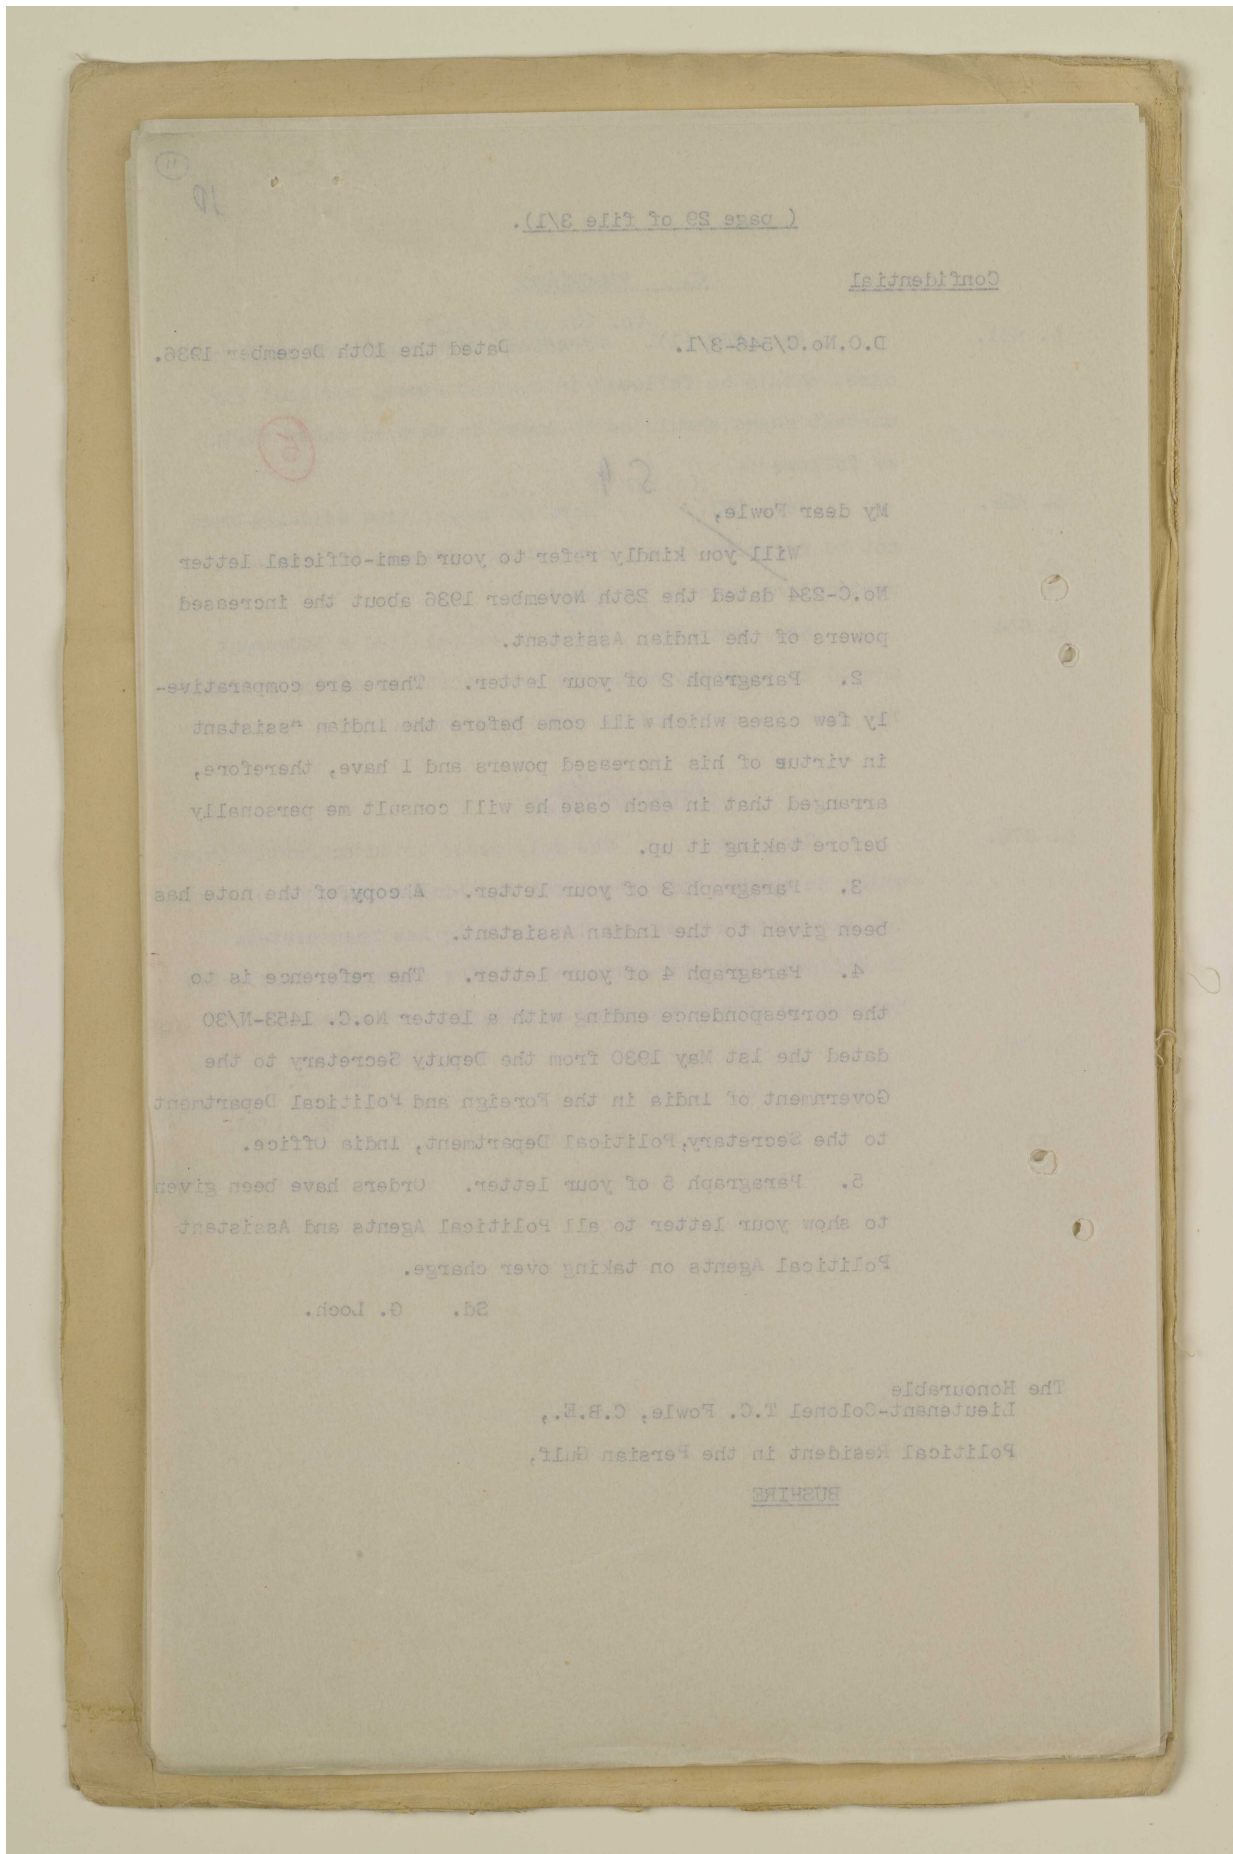 ( page 29 of file 3/1).
Confidential
D.O.No.C/546-3/1. Dated the 10th December 1936.
My dear Fowle,
Will you kindly refer to your demi-official letter
No.C-234 dated the 25th November 1936 about the increased
powers of the Indian Assistant.
2. Paragraph 2 of your letter. There are comparative-
ly few cases which will come before the Indian Assistant
in virtue of his increased powers and I have, therefore,
arranged that in each case he will consult me personally
before taking it up.
3. Paragraph 3 of your letter. A copy of the note has
been given to the Indian Assistant.
4. Paragraph 4 of your letter. The reference is to
the correspondence ending with a letter No.C. 1453-N/30
dated the 1st May 1930 from the Deputy Secretary to the
Government of India in the Foreign and Political Department
to the Secretary,Political Department, India Office.
5. Paragraph 5 of your letter. Orders have been given
to show your letter to all Political Agents and Assistant
Political Agents on taking over charge.
Sd. G. Loch.
The Honourable
Lieutenant-Colonel T.C. Fowle, C.B.E.,
Political Resident in the Persian Gulf,
BUSHIRE